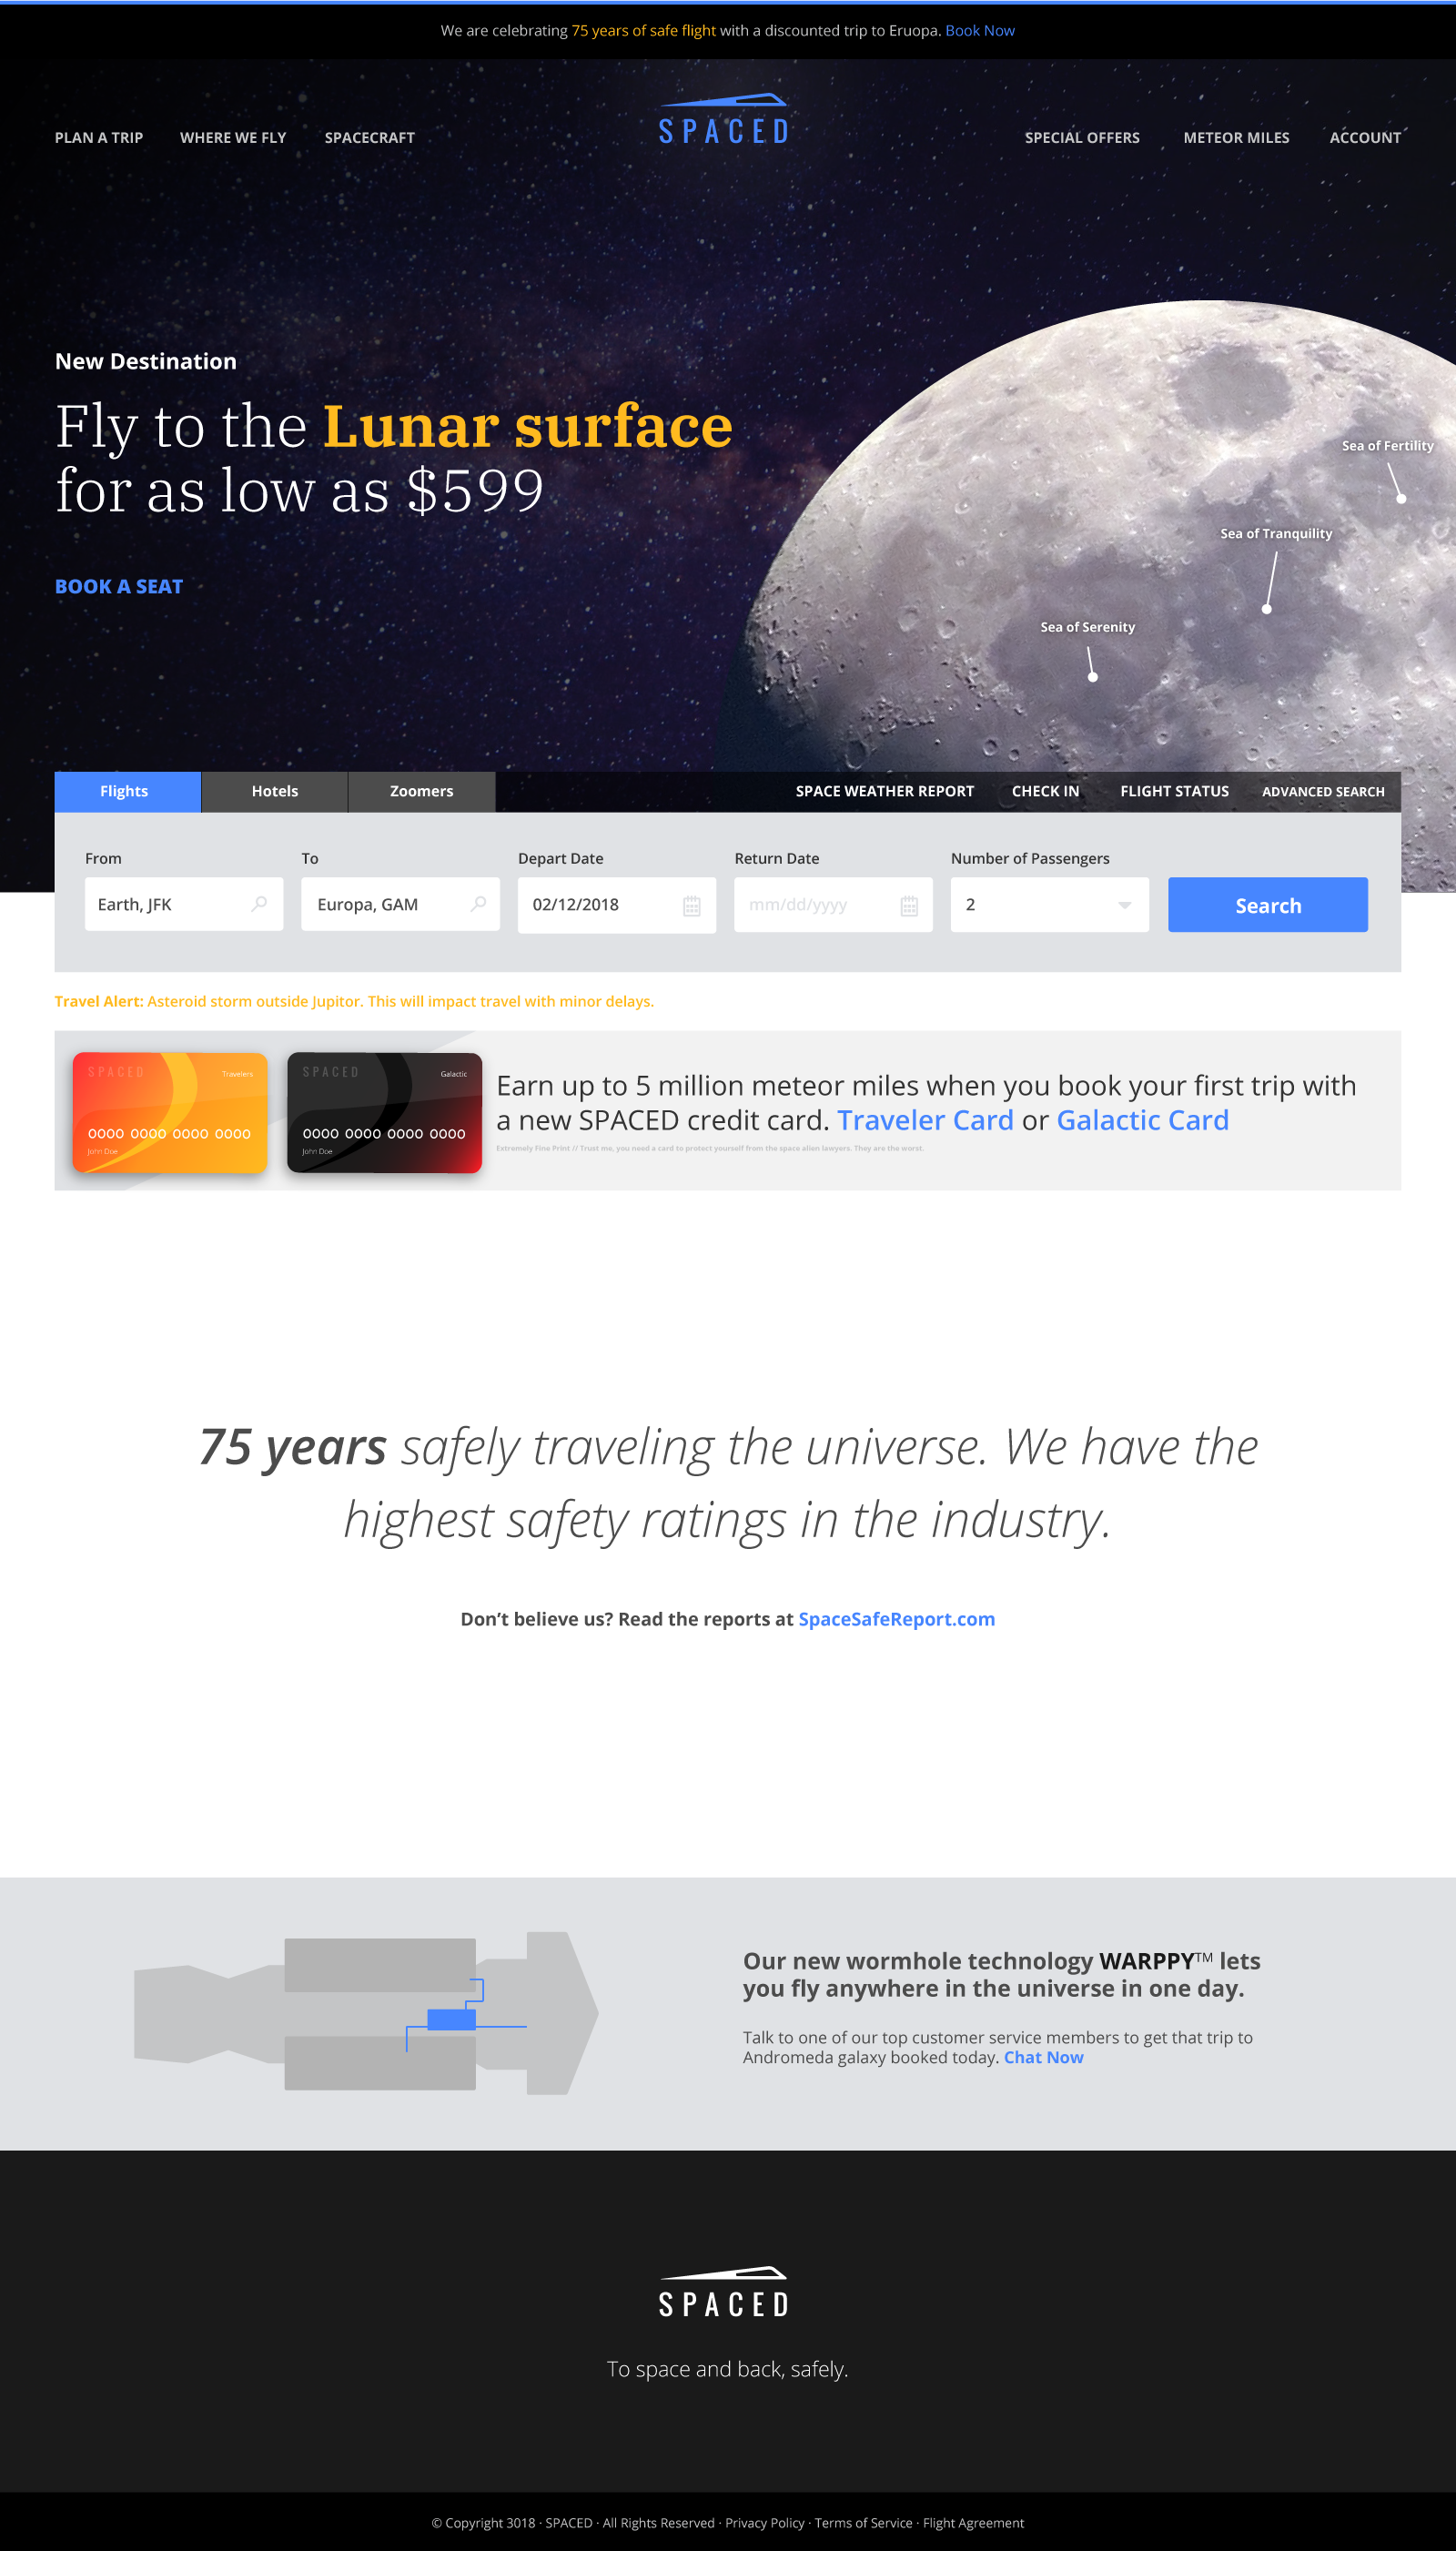 We are celebrating 75 years of safe flight with a discounted trip to Eruopa. Book Now
PLAN A TRIP WHERE WE FLY SPACECRAFT SPACED SPECIAL OFFERS METEOR MILES ACCOUNT
New Destination
Fly to the Lunar surface
for as low as $599
BOOK A SEAT
Sea of Fertility
Sea of Tranquility
Sea of Serenity
Flights Hotels Zoomers SPACE WEATHER REPORT CHECK IN FLIGHT STATUS ADVANCED SEARCH
From To Depart Date Return Date Number of Passengers
Earth, JFK Europa, GAM 02/12/2018 mm/dd/yyyy 2 Search
Travel Alert: Asteroid storm outside Jupitor. This will impact travel with minor delays.
SPACED Travelers
0000 0000 0000 0000
John Doe
SPACED Galactic
0000 0000 0000 0000
John Doe
Earn up to 5 million meteor miles when you book your first trip with
a new SPACED credit card. Traveler Card or Galactic Card
Extremely Fine Print // Trust me, you need a card to protect yourself from the space alien lawyers. They are the worst.
75 years safely traveling the universe. We have the
highest safety ratings in the industry.
Don’t believe us? Read the reports at SpaceSafeReport.com
Our new wormhole technology WARPPY™ lets
you fly anywhere in the universe in one day.
Talk to one of our top customer service members to get that trip to
Andromeda galaxy booked today. Chat Now
SPACED
To space and back, safely.
© Copyright 3018 · SPACED · All Rights Reserved · Privacy Policy · Terms of Service · Flight Agreement